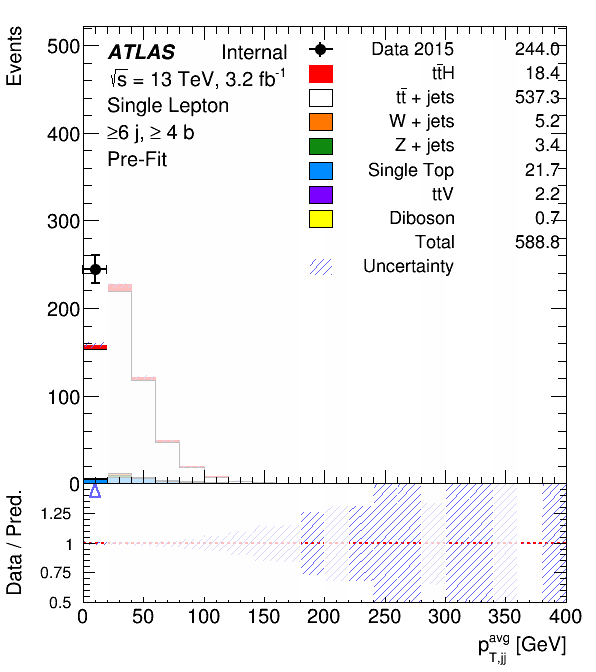 Events
500
400
300
200
100
0
ATLAS Internal
√s = 13 TeV, 3.2 fb⁻¹
Single Lepton
≥6 j, ≥ 4 b
Pre-Fit
Data 2015 244.0
tt̄H 18.4
tt̄ + jets 537.3
W + jets 5.2
Z + jets 3.4
Single Top 21.7
ttV 2.2
Diboson 0.7
Total 588.8
Uncertainty
Data / Pred.
1.25
1
0.75
0.5
0 50 100 150 200 250 300 350 400
p_T,jj^avg [GeV]